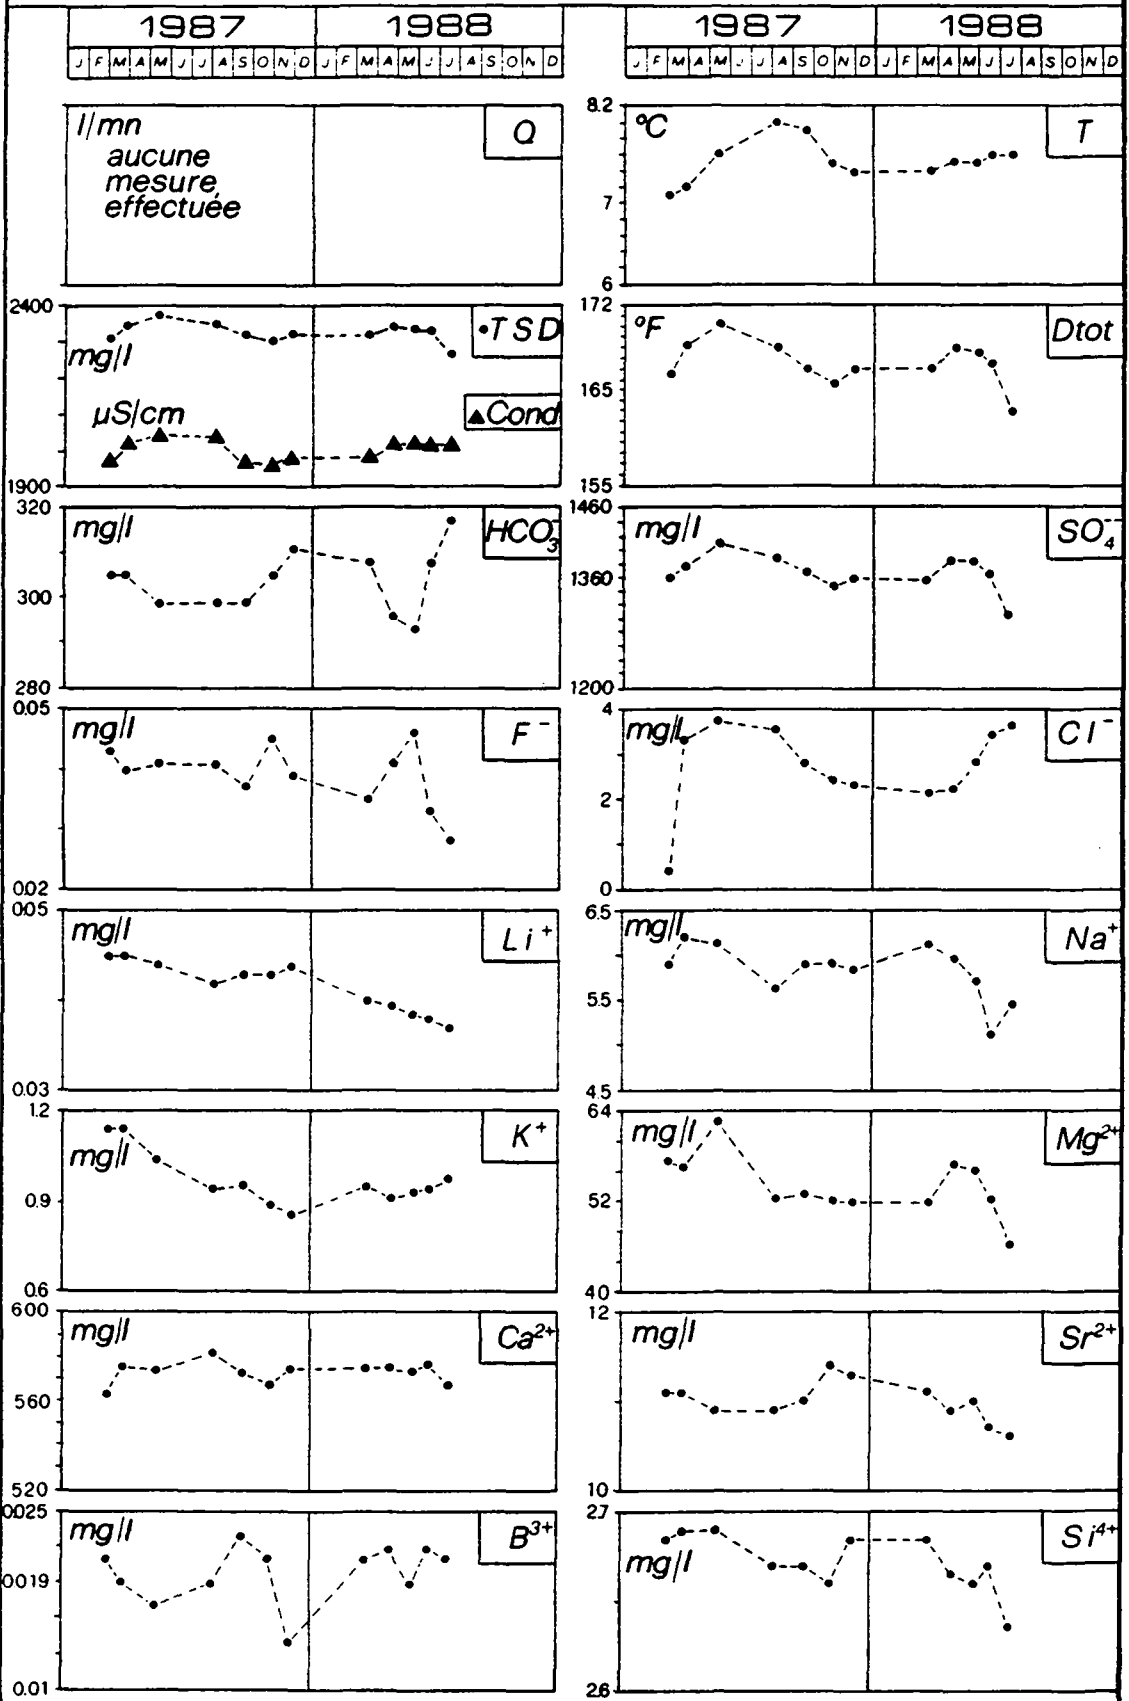 1987 1988 1987 1988
J F M A M J J A S O N D J F M A M J J A S O N D J F M A M J J A S O N D J F M A M J J A S O N D
l/mn
aucune
mesure
effectuée
Q
8.2
°C
T
7
6
2400
•TSD
mg/l
µS/cm
▲Cond
1900
172
°F
Dtot
165
155
320
mg/l
HCO3-
300
280
1460
mg/l
SO4--
1360
1200
0.05
mg/l
F-
0.02
4
mg/l
Cl-
2
0
0.05
mg/l
Li+
0.03
6.5
mg/l
Na+
5.5
4.5
1.2
K+
mg/l
0.9
0.6
64
mg/l
Mg2+
52
40
600
mg/l
Ca2+
560
520
12
mg/l
Sr2+
10
0.025
mg/l
B3+
0.019
0.01
2.7
Si4+
mg/l
2.6